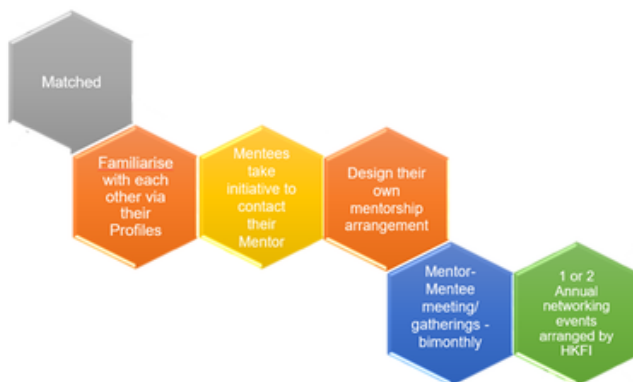 Matched
Familiarise
with each
other via
their
Profiles
Mentees
take
initiative to
contact
their
Mentor
Design their
own
mentorship
arrangement
Mentor-
Mentee
meeting/
gatherings -
bimonthly
1 or 2
Annual
networking
events
arranged by
HKFI